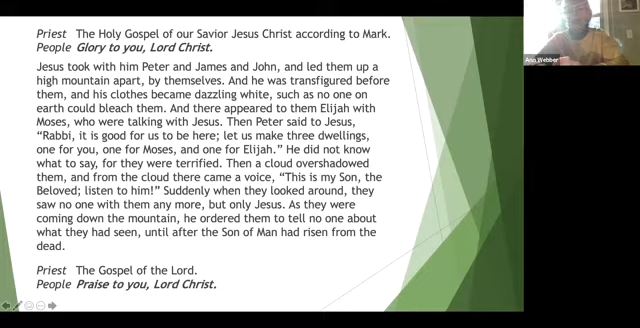 Priest The Holy Gospel of our Savior Jesus Christ according to Mark.
People Glory to you, Lord Christ.
Jesus took with him Peter and James and John, and led them up a
high mountain apart, by themselves. And he was transfigured before
them, and his clothes became dazzling white, such as no one on
earth could bleach them. And there appeared to them Elijah with
Moses, who were talking with Jesus. Then Peter said to Jesus,
“Rabbi, it is good for us to be here; let us make three dwellings,
one for you, one for Moses, and one for Elijah.” He did not know
what to say, for they were terrified. Then a cloud overshadowed
them, and from the cloud there came a voice, “This is my Son, the
Beloved; listen to him!” Suddenly when they looked around, they
saw no one with them any more, but only Jesus. As they were
coming down the mountain, he ordered them to tell no one about
what they had seen, until after the Son of Man had risen from the
dead.
Priest The Gospel of the Lord.
People Praise to you, Lord Christ.
Ann Webber